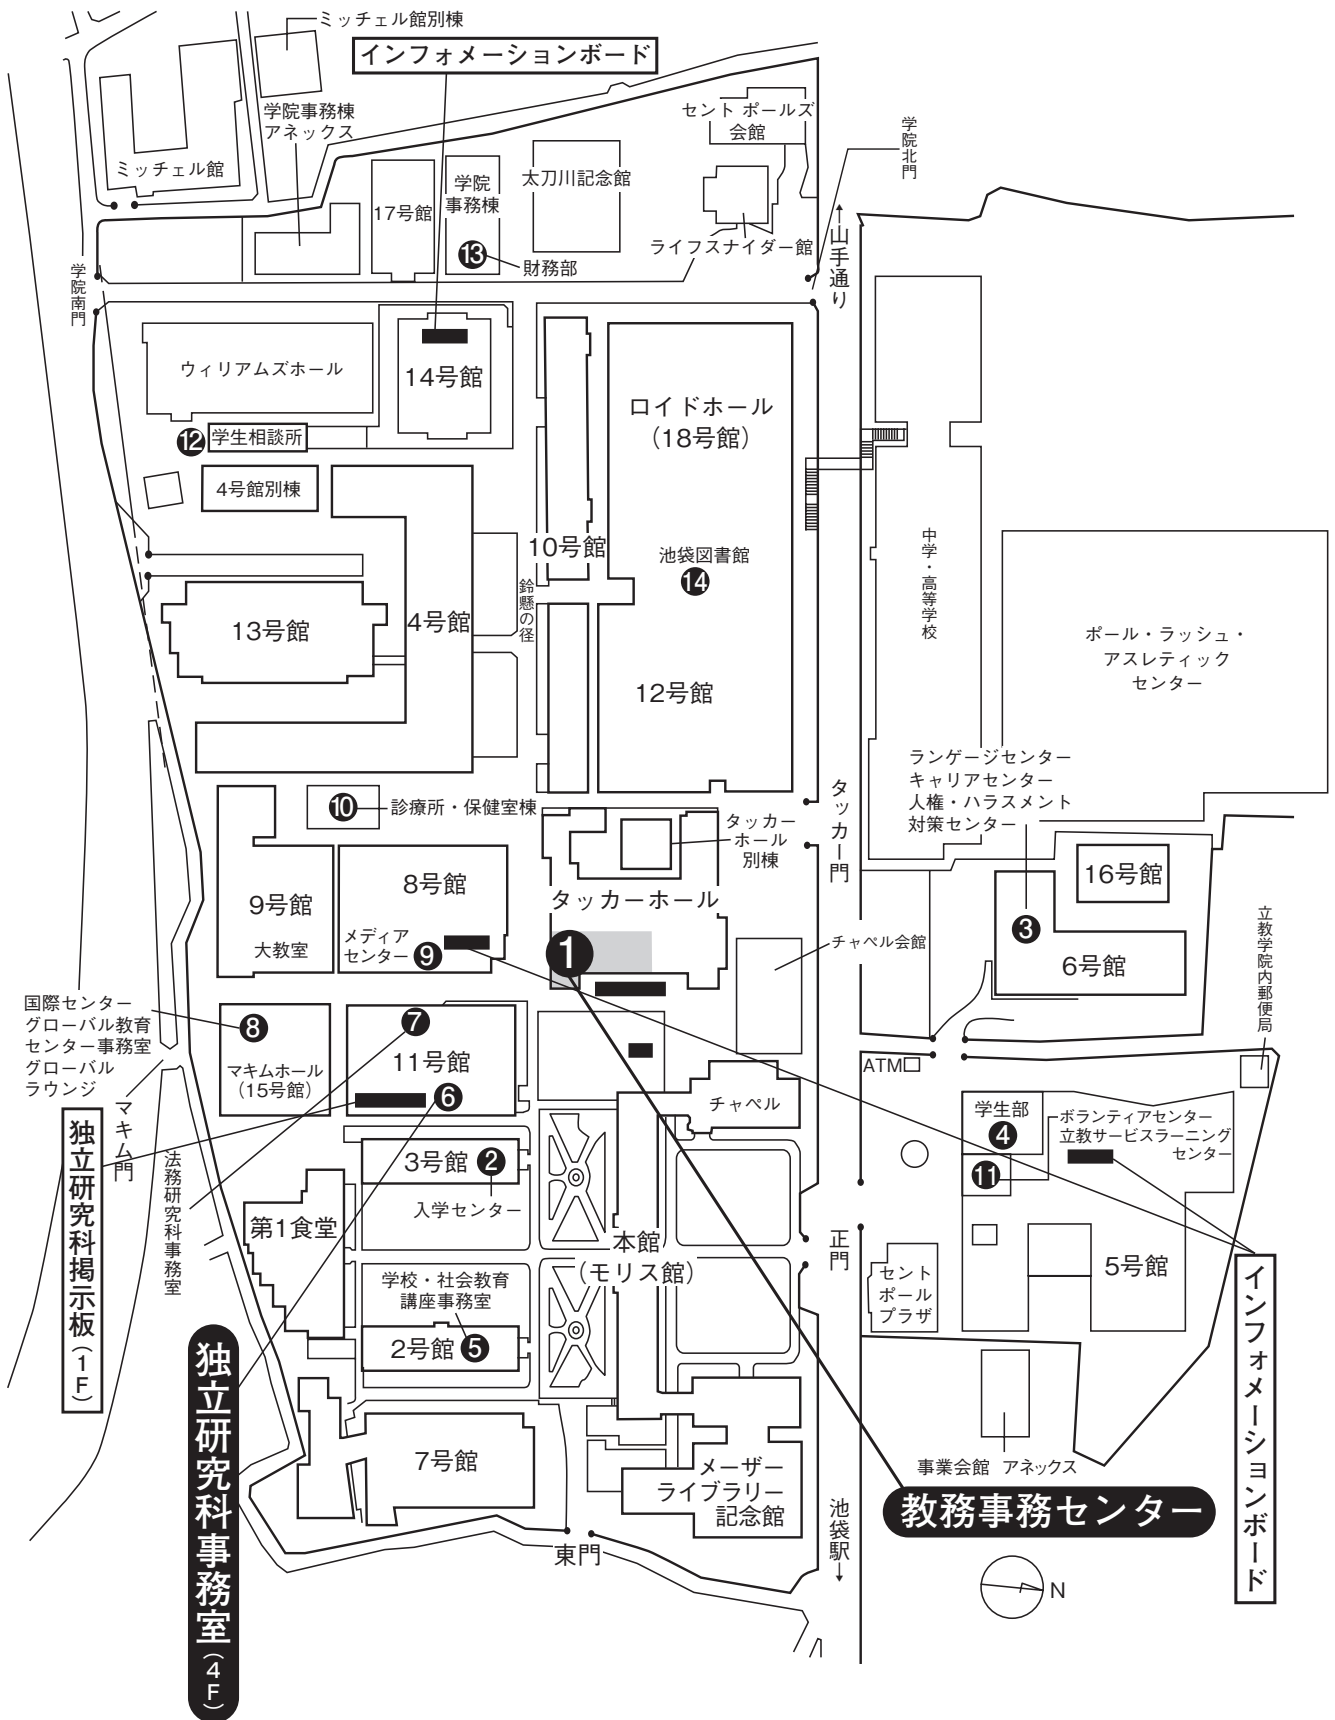 ミッチェル館別棟
インフォメーションボード
学院事務棟
アネックス
ミッチェル館
17号館
学院
事務棟
⓭
財務部
太刀川記念館
セント ポールズ
会館
ライフスナイダー館
学院北門
←山手通り
学院南門
ウィリアムズホール
14号館
⓬
学生相談所
4号館別棟
ロイドホール
(18号館)
10号館
池袋図書館
⓮
鈴懸の径
4号館
13号館
12号館
中学・高等学校
ポール・ラッシュ・
アスレティック
センター
ランゲージセンター
キャリアセンター
人権・ハラスメント
対策センター
❿
診療所・保健室棟
タッカー
ホール
別棟
タッカー門
16号館
❸
6号館
立教学院内郵便局
9号館
大教室
8号館
メディア
センター
❾
タッカーホール
❶
チャペル会館
国際センター
グローバル教育
センター事務室
グローバル
ラウンジ
❽
マキムホール
(15号館)
❼
11号館
❻
マキム門
独立研究科掲示板(1F)
法務研究科事務室
チャペル
ATM
学生部
❹
⓫
ボランティアセンター
立教サービスラーニング
センター
3号館
❷
入学センター
第1食堂
本館
(モリス館)
正門
セント
ポール
プラザ
5号館
学校・社会教育
講座事務室
2号館
❺
独立研究科事務室(4F)
7号館
メーザー
ライブラリー
記念館
事業会館 アネックス
教務事務センター
インフォメーションボード
東門
池袋駅→
N